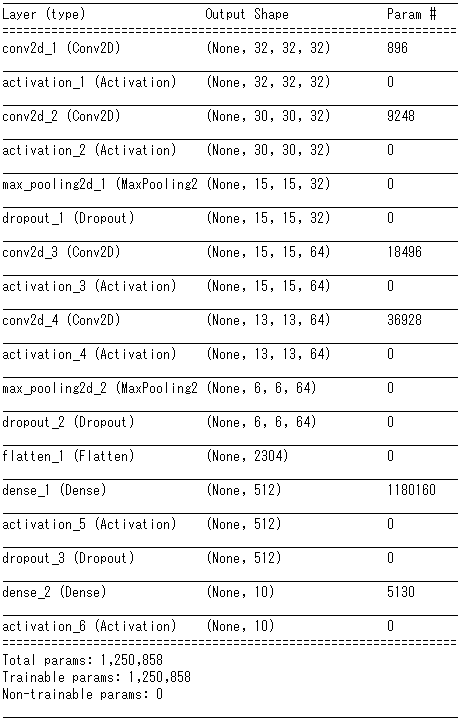 Layer (type) Output Shape Param #
conv2d_1 (Conv2D) (None, 32, 32, 32) 896
activation_1 (Activation) (None, 32, 32, 32) 0
conv2d_2 (Conv2D) (None, 30, 30, 32) 9248
activation_2 (Activation) (None, 30, 30, 32) 0
max_pooling2d_1 (MaxPooling2 (None, 15, 15, 32) 0
dropout_1 (Dropout) (None, 15, 15, 32) 0
conv2d_3 (Conv2D) (None, 15, 15, 64) 18496
activation_3 (Activation) (None, 15, 15, 64) 0
conv2d_4 (Conv2D) (None, 13, 13, 64) 36928
activation_4 (Activation) (None, 13, 13, 64) 0
max_pooling2d_2 (MaxPooling2 (None, 6, 6, 64) 0
dropout_2 (Dropout) (None, 6, 6, 64) 0
flatten_1 (Flatten) (None, 2304) 0
dense_1 (Dense) (None, 512) 1180160
activation_5 (Activation) (None, 512) 0
dropout_3 (Dropout) (None, 512) 0
dense_2 (Dense) (None, 10) 5130
activation_6 (Activation) (None, 10) 0
Total params: 1,250,858
Trainable params: 1,250,858
Non-trainable params: 0